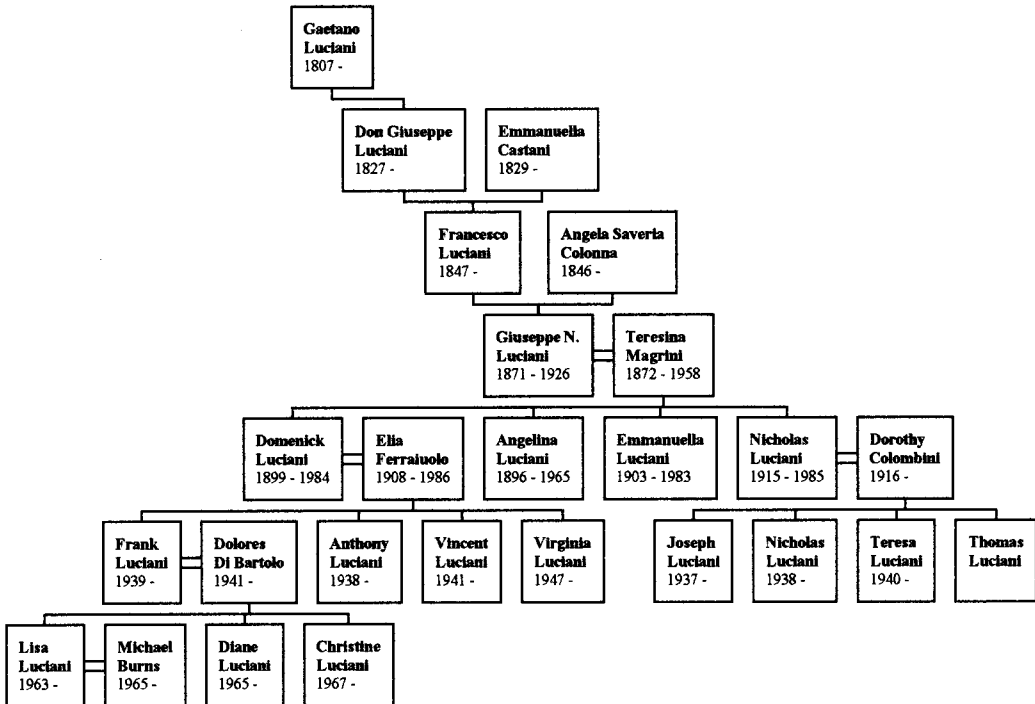 Gaetano
Luciani
1807 -
Don Giuseppe
Luciani
1827 -
Emmanuella
Castani
1829 -
Francesco
Luciani
1847 -
Angela Saveria
Colonna
1846 -
Giuseppe N.
Luciani
1871 - 1926
Teresina
Magrini
1872 - 1958
Domenick
Luciani
1899 - 1984
Elia
Ferraiuolo
1908 - 1986
Angelina
Luciani
1896 - 1965
Emmanuella
Luciani
1903 - 1983
Nicholas
Luciani
1915 - 1985
Dorothy
Colombini
1916 -
Frank
Luciani
1939 -
Dolores
Di Bartolo
1941 -
Anthony
Luciani
1938 -
Vincent
Luciani
1941 -
Virginia
Luciani
1947 -
Joseph
Luciani
1937 -
Nicholas
Luciani
1938 -
Teresa
Luciani
1940 -
Thomas
Luciani
Lisa
Luciani
1963 -
Michael
Burns
1965 -
Diane
Luciani
1965 -
Christine
Luciani
1967 -